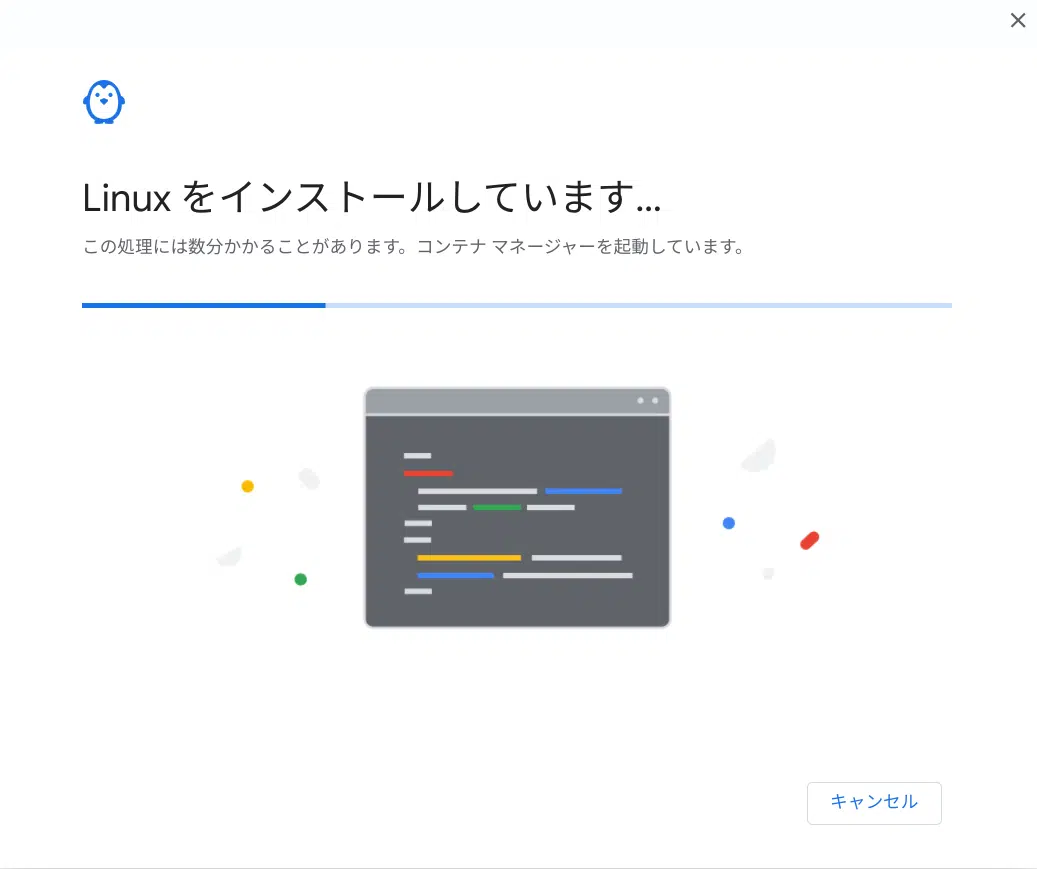 Linux をインストールしています...
この処理には数分かかることがあります。コンテナ マネージャーを起動しています。
キャンセル